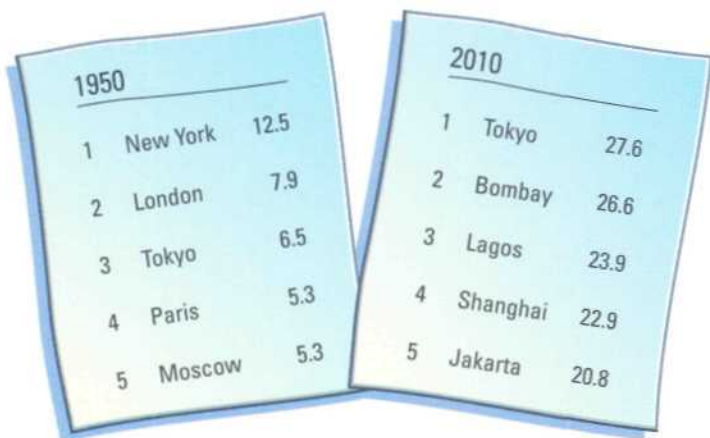 1950
1 New York 12.5
2 London 7.9
3 Tokyo 6.5
4 Paris 5.3
5 Moscow 5.3
2010
1 Tokyo 27.6
2 Bombay 26.6
3 Lagos 23.9
4 Shanghai 22.9
5 Jakarta 20.8